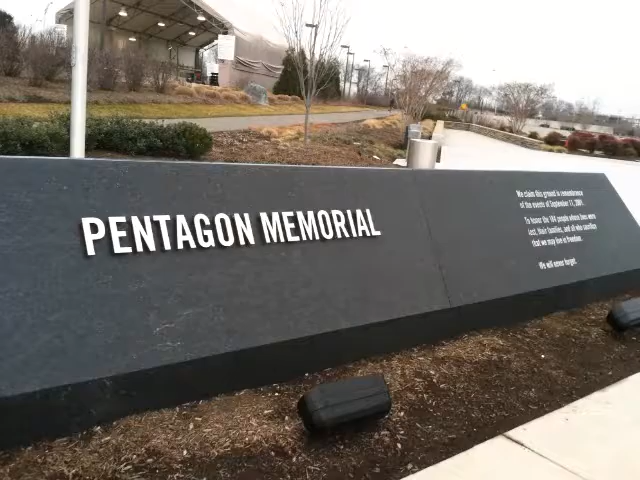 PENTAGON MEMORIAL
We claim this ground in remembrance
of the events of September 11, 2001.
To honor the 184 people whose lives were
lost, their families, and all who sacrifice
that we may live in freedom.
We will never forget.